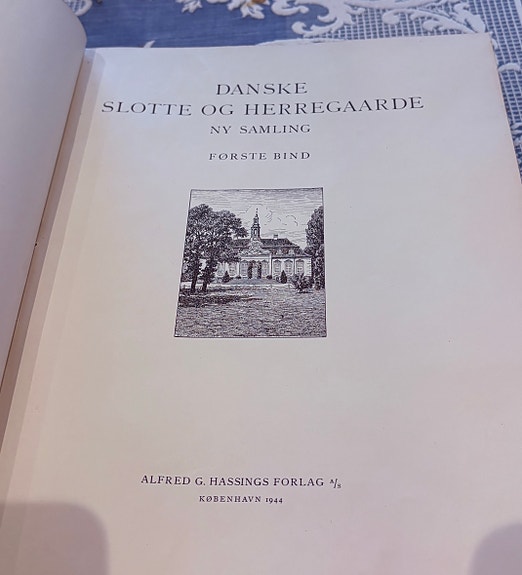 DANSKE
SLOTTE OG HERREGAARDE
NY SAMLING
FØRSTE BIND
ALFRED G. HASSINGS FORLAG A/S
KØBENHAVN 1944